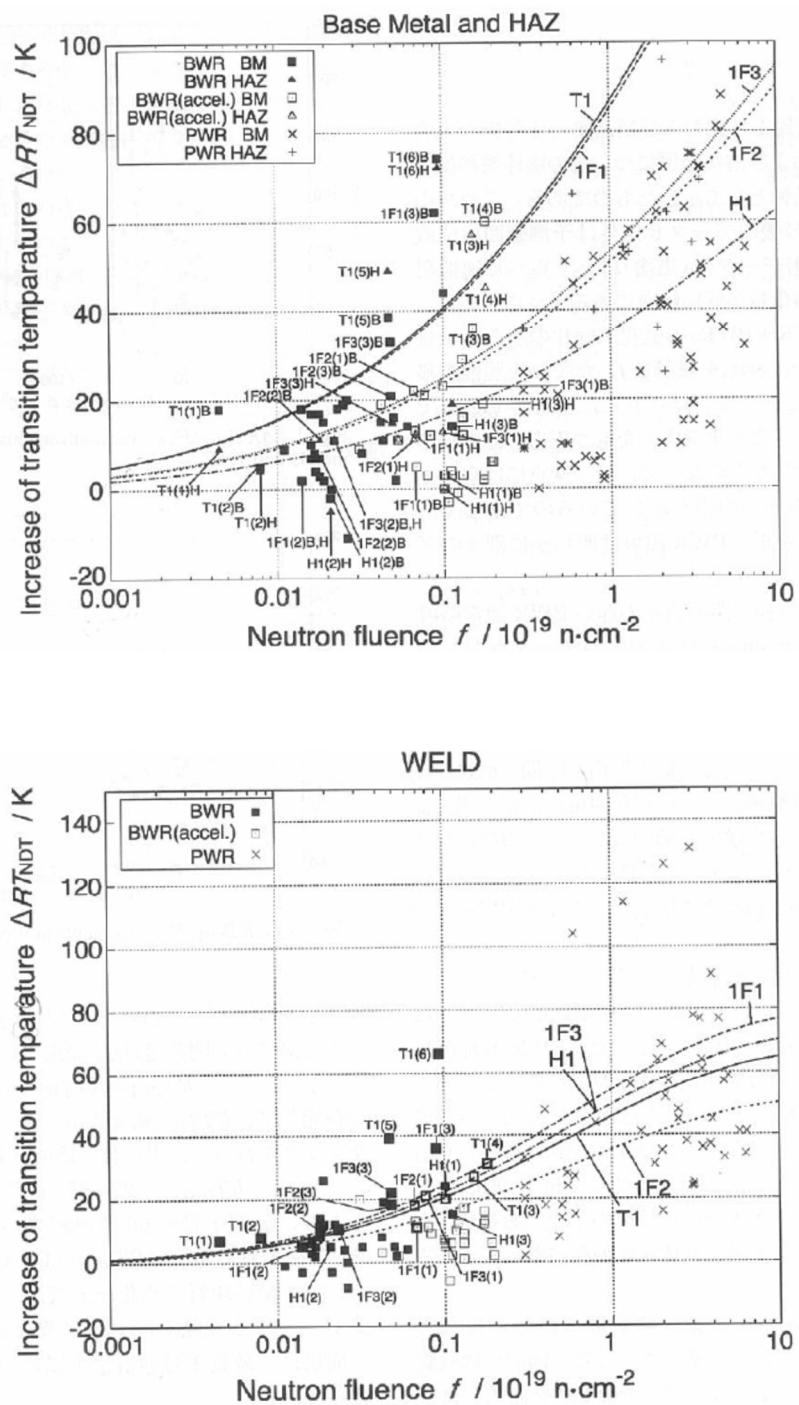 Base Metal and HAZ
Increase of transition temparature ΔRTNDT / K
100
80
60
40
20
0
-20
BWR BM
BWR HAZ
BWR(accel.) BM
BWR(accel.) HAZ
PWR BM
PWR HAZ
T1
1F1
1F3
1F2
H1
T1(6)B
T1(6)H
1F1(3)B
T1(4)B
T1(3)H
T1(5)H
T1(4)H
T1(5)B
1F3(3)B
T1(3)B
1F2(1)B
1F2(3)B
1F3(3)H
1F2(2)B
1F3(1)B
T1(1)B
H1(3)H
H1(3)B
1F3(1)H
1F1(1)H
1F2(1)H
T1(1)H
T1(2)B
T1(2)H
1F1(1)B
H1(1)B
H1(1)H
1F3(2)B,H
1F1(2)B,H
1F2(2)B
H1(2)H
H1(2)B
0.001
0.01
0.1
1
10
Neutron fluence f / 10¹⁹ n·cm-2
WELD
Increase of transition temparature ΔRTNDT / K
140
120
100
80
60
40
20
0
-20
BWR
BWR(accel.)
PWR
1F1
1F3
H1
T1(6)
T1(5)
1F1(3)
T1(4)
1F3(3)
1F2(1)
H1(1)
1F2(3)
1F2(2)
1F2
T1
T1(1)
T1(2)
T1(3)
H1(3)
1F1(2)
1F1(1)
1F3(1)
H1(2)
1F3(2)
0.001
0.01
0.1
1
10
Neutron fluence f / 10¹⁹ n·cm-2